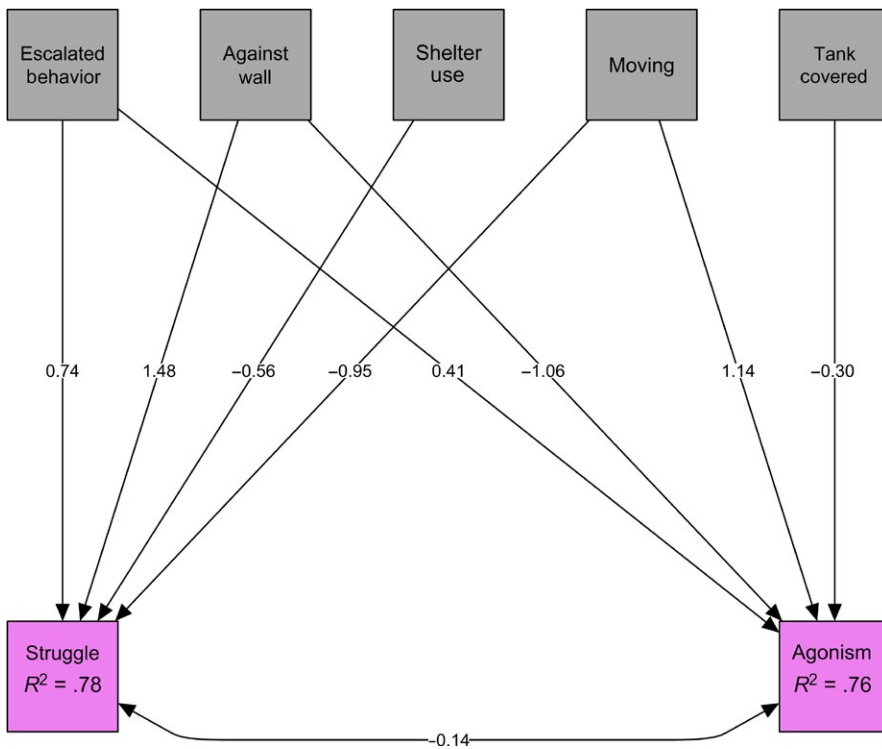 Escalated
behavior
Against
wall
Shelter
use
Moving
Tank
covered
0.74
1.48
−0.56
−0.95
0.41
−1.06
1.14
−0.30
Struggle
R² = .78
Agonism
R² = .76
−0.14